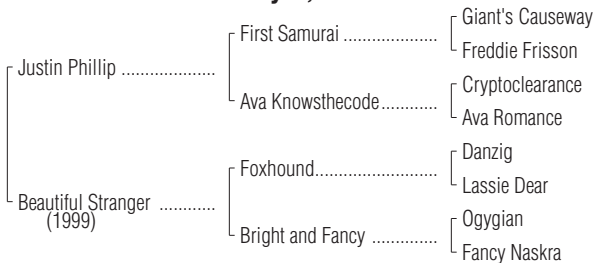 Giant's Causeway
First Samurai ....................
Freddie Frisson
Justin Phillip ....................
Cryptoclearance
Ava Knowsthecode............
Ava Romance
Danzig
Foxhound..........................
Lassie Dear
Beautiful Stranger ............
(1999)
Ogygian
Bright and Fancy ..............
Fancy Naskra